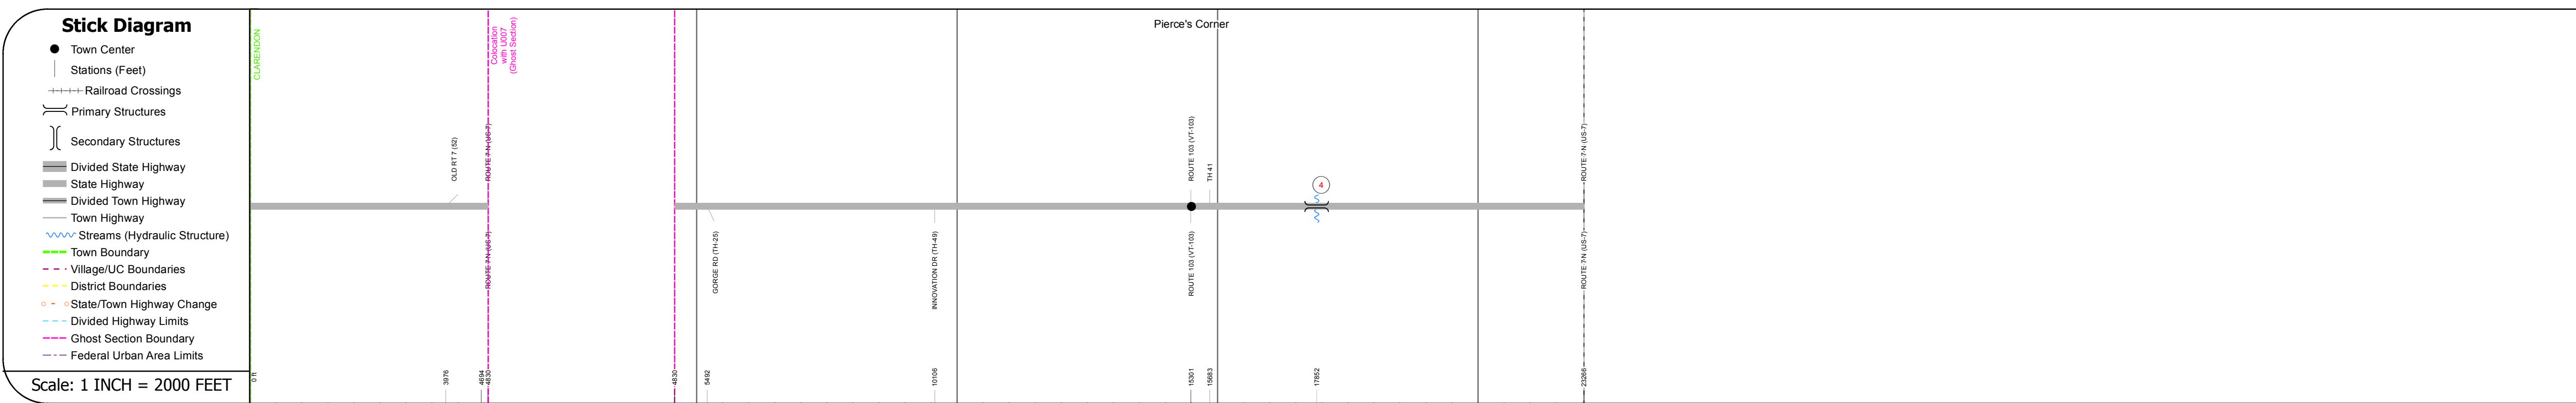 Stick Diagram
Town Center
Stations (Feet)
Railroad Crossings
Primary Structures
Secondary Structures
Divided State Highway
State Highway
Divided Town Highway
Town Highway
Streams (Hydraulic Structure)
Town Boundary
Village/UC Boundaries
District Boundaries
State/Town Highway Change
Divided Highway Limits
Ghost Section Boundary
Federal Urban Area Limits
Scale: 1 INCH = 2000 FEET
CLARENDON
Colocation
with U007
(Ghost Section)
Pierce's Corner
OLD RT 7 (52)
ROUTE 7-N (US-7)
ROUTE 103 (VT-103)
TH 41
4
ROUTE 7-N (US-7)
ROUTE 7-N (US-7)
GORGE RD (TH-25)
INNOVATION DR (TH-49)
ROUTE 103 (VT-103)
ROUTE 7-N (US-7)
0 ft
3976
4694
4830
4830
5492
10106
15301
15683
17852
23266